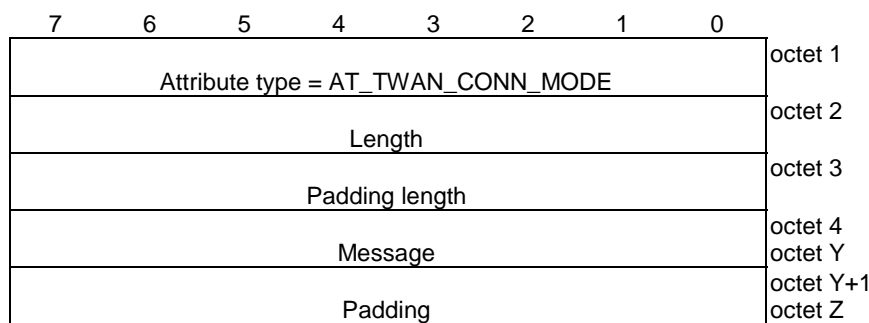 7 6 5 4 3 2 1 0
octet 1
Attribute type = AT_TWAN_CONN_MODE
octet 2
Length
octet 3
Padding length
octet 4
Message octet Y
octet Y+1
Padding octet Z